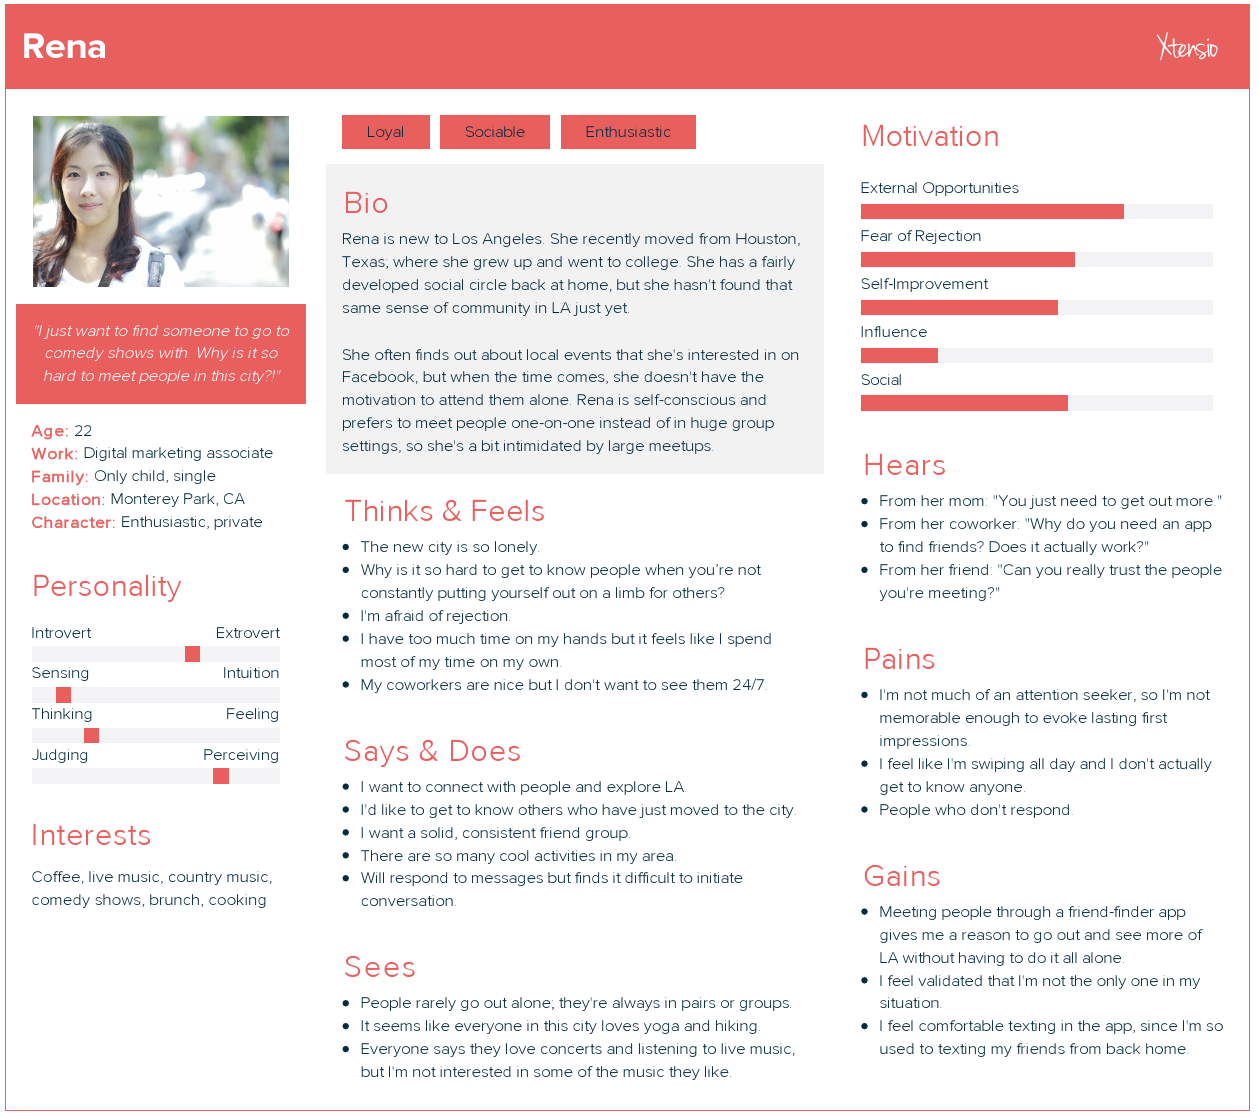 Rena
Xtensio
"I just want to find someone to go to
comedy shows with. Why is it so
hard to meet people in this city?!"
Age: 22
Work: Digital marketing associate
Family: Only child, single
Location: Monterey Park, CA
Character: Enthusiastic, private
Personality
Introvert Extrovert
Sensing Intuition
Thinking Feeling
Judging Perceiving
Interests
Coffee, live music, country music,
comedy shows, brunch, cooking
Loyal Sociable Enthusiastic
Bio
Rena is new to Los Angeles. She recently moved from Houston,
Texas, where she grew up and went to college. She has a fairly
developed social circle back at home, but she hasn't found that
same sense of community in LA just yet.
She often finds out about local events that she's interested in on
Facebook, but when the time comes, she doesn't have the
motivation to attend them alone. Rena is self-conscious and
prefers to meet people one-on-one instead of in huge group
settings, so she's a bit intimidated by large meetups.
Thinks & Feels
• The new city is so lonely.
• Why is it so hard to get to know people when you’re not
constantly putting yourself out on a limb for others?
• I'm afraid of rejection.
• I have too much time on my hands but it feels like I spend
most of my time on my own.
• My coworkers are nice but I don't want to see them 24/7.
Says & Does
• I want to connect with people and explore LA.
• I'd like to get to know others who have just moved to the city.
• I want a solid, consistent friend group.
• There are so many cool activities in my area.
• Will respond to messages but finds it difficult to initiate
conversation.
Sees
• People rarely go out alone; they're always in pairs or groups.
• It seems like everyone in this city loves yoga and hiking.
• Everyone says they love concerts and listening to live music,
but I'm not interested in some of the music they like.
Motivation
External Opportunities
Fear of Rejection
Self-Improvement
Influence
Social
Hears
• From her mom: "You just need to get out more."
• From her coworker: "Why do you need an app
to find friends? Does it actually work?"
• From her friend: "Can you really trust the people
you're meeting?"
Pains
• I'm not much of an attention seeker, so I'm not
memorable enough to evoke lasting first
impressions.
• I feel like I'm swiping all day and I don't actually
get to know anyone.
• People who don't respond.
Gains
• Meeting people through a friend-finder app
gives me a reason to go out and see more of
LA without having to do it all alone.
• I feel validated that I'm not the only one in my
situation.
• I feel comfortable texting in the app, since I'm so
used to texting my friends from back home.